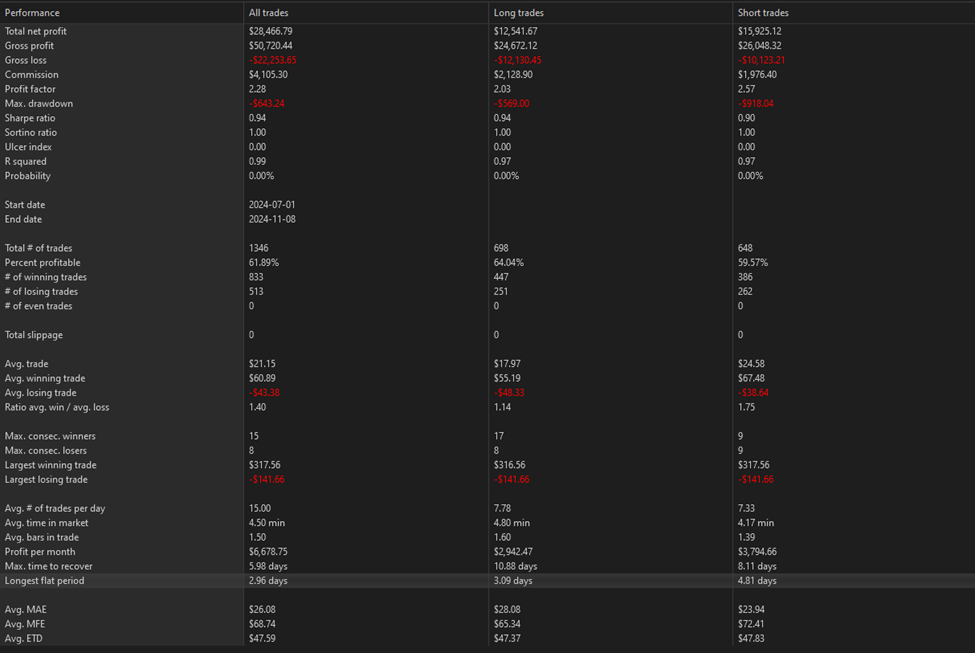 Performance All trades Long trades Short trades
Total net profit $28,466.79 $12,541.67 $15,925.12
Gross profit $50,720.44 $24,672.12 $26,048.32
Gross loss -$22,253.65 -$12,130.45 -$10,123.21
Commission $4,105.30 $2,128.90 $1,976.40
Profit factor 2.28 2.03 2.57
Max. drawdown -$643.24 -$569.00 -$918.04
Sharpe ratio 0.94 0.94 0.90
Sortino ratio 1.00 1.00 1.00
Ulcer index 0.00 0.00 0.00
R squared 0.99 0.97 0.97
Probability 0.00% 0.00% 0.00%
Start date 2024-07-01
End date 2024-11-08
Total # of trades 1346 698 648
Percent profitable 61.89% 64.04% 59.57%
# of winning trades 833 447 386
# of losing trades 513 251 262
# of even trades 0 0 0
Total slippage 0 0 0
Avg. trade $21.15 $17.97 $24.58
Avg. winning trade $60.89 $55.19 $67.48
Avg. losing trade -$43.38 -$48.33 -$38.64
Ratio avg. win / avg. loss 1.40 1.14 1.75
Max. consec. winners 15 17 9
Max. consec. losers 8 8 9
Largest winning trade $317.56 $316.56 $317.56
Largest losing trade -$141.66 -$141.66 -$141.66
Avg. # of trades per day 15.00 7.78 7.33
Avg. time in market 4.50 min 4.80 min 4.17 min
Avg. bars in trade 1.50 1.60 1.39
Profit per month $6,678.75 $2,942.47 $3,794.66
Max. time to recover 5.98 days 10.88 days 8.11 days
Longest flat period 2.96 days 3.09 days 4.81 days
Avg. MAE $26.08 $28.08 $23.94
Avg. MFE $68.74 $65.34 $72.41
Avg. ETD $47.59 $47.37 $47.83